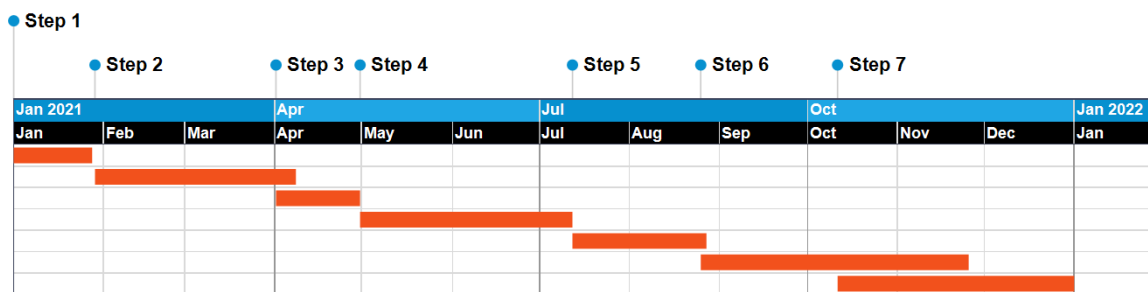 Step 1
Step 2 Step 3 Step 4 Step 5 Step 6 Step 7
Jan 2021 Apr Jul Oct Jan 2022
Jan Feb Mar Apr May Jun Jul Aug Sep Oct Nov Dec Jan